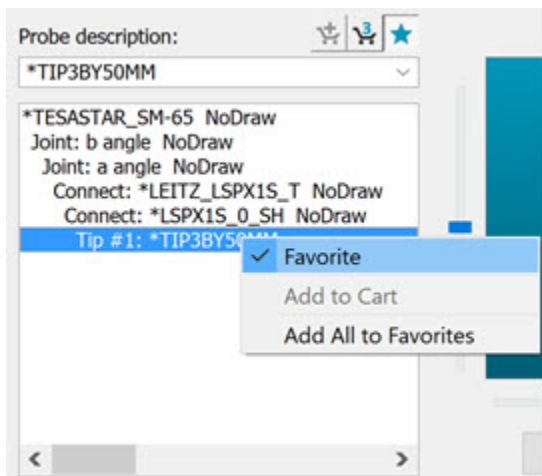 Probe description:
3
*TIP3BY50MM
*TESASTAR_SM-65 NoDraw
Joint: b angle NoDraw
Joint: a angle NoDraw
Connect: *LEITZ_LSPX1S_T NoDraw
Connect: *LSPX1S_0_SH NoDraw
Tip #1: *TIP3BY50MM
Favorite
Add to Cart
Add All to Favorites